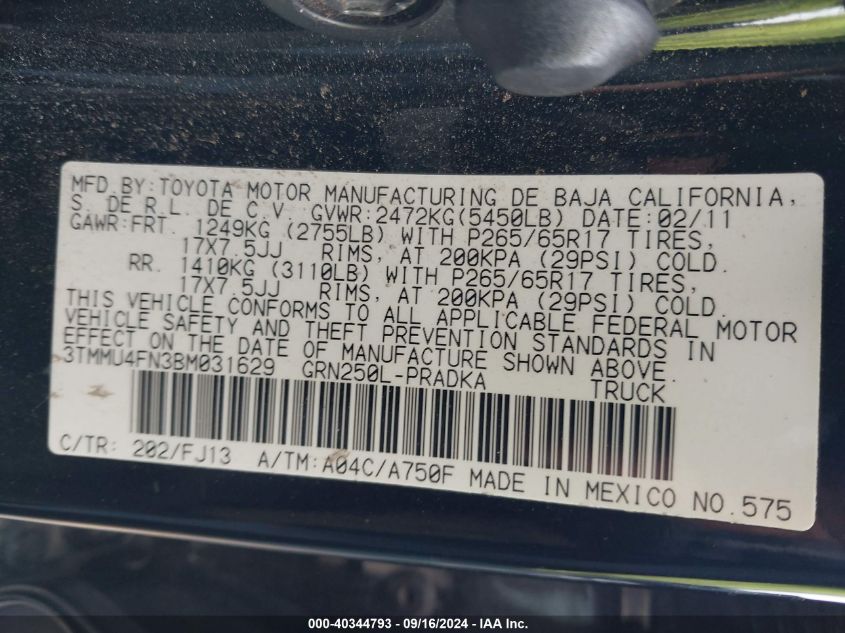 MFD.BY:TOYOTA MOTOR MANUFACTURING DE BAJA CALIFORNIA,
S. DE R.L. DE C.V. GVWR:2472KG(5450LB) DATE:02/11
GAWR:FRT. 1249KG (2755LB) WITH P265/65R17 TIRES,
17X7.5JJ RIMS, AT 200KPA (29PSI) COLD.
RR. 1410KG (3110LB) WITH P265/65R17 TIRES,
17X7.5JJ RIMS, AT 200KPA (29PSI) COLD.
THIS VEHICLE CONFORMS TO ALL APPLICABLE FEDERAL MOTOR
VEHICLE SAFETY AND THEFT PREVENTION STANDARDS IN
EFFECT ON THE DATE OF MANUFACTURE SHOWN ABOVE.
3TMMU4FN3BM031629 GRN250L-PRADKA TRUCK
C/TR: 202/FJ13 A/TM:A04C/A750F MADE IN MEXICO NO.575
000-40344793 - 09/16/2024 - IAA Inc.